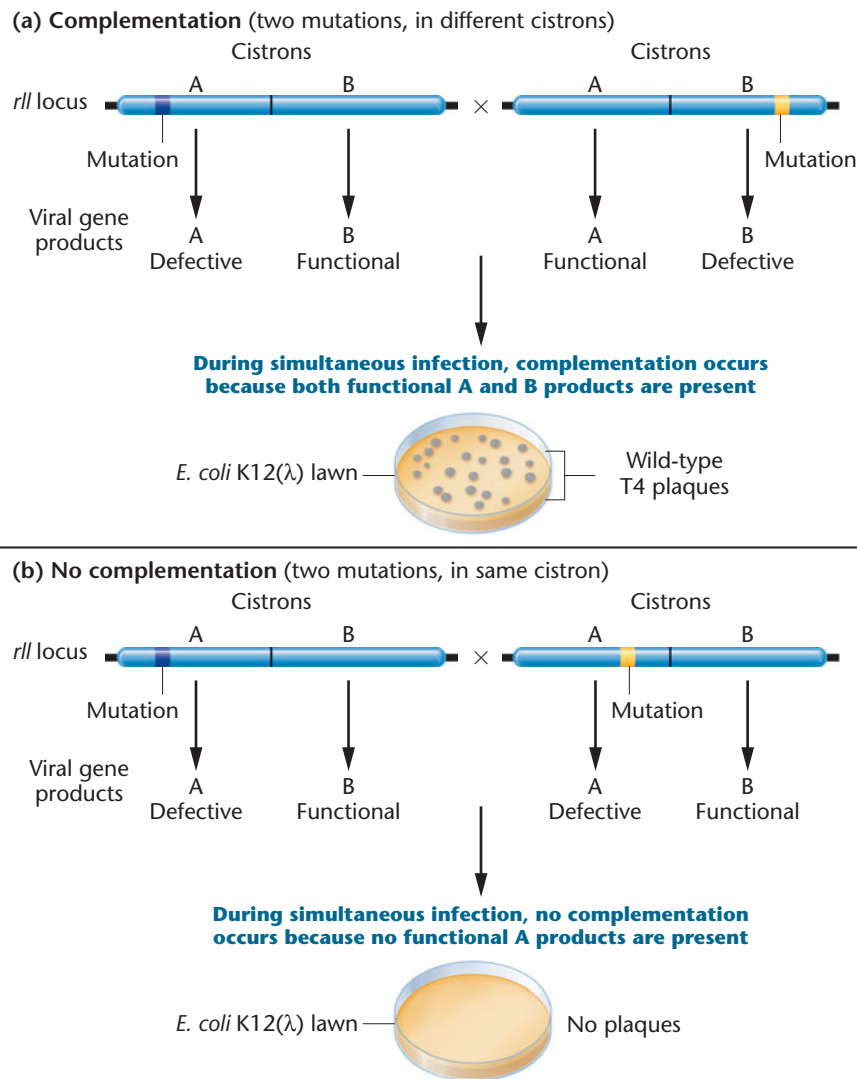 (a) Complementation (two mutations, in different cistrons)
Cistrons Cistrons
A B A B
rII locus ×
Mutation Mutation
Viral gene
products
A B A B
Defective Functional Functional Defective
During simultaneous infection, complementation occurs
because both functional A and B products are present
E. coli K12(λ) lawn
Wild-type
T4 plaques
(b) No complementation (two mutations, in same cistron)
Cistrons Cistrons
A B A B
rII locus ×
Mutation Mutation
Viral gene
products
A B A B
Defective Functional Defective Functional
During simultaneous infection, no complementation
occurs because no functional A products are present
E. coli K12(λ) lawn No plaques